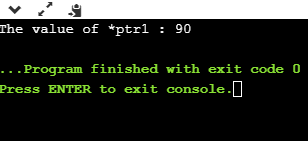 The value of *ptr1 : 90
...Program finished with exit code 0
Press ENTER to exit console.